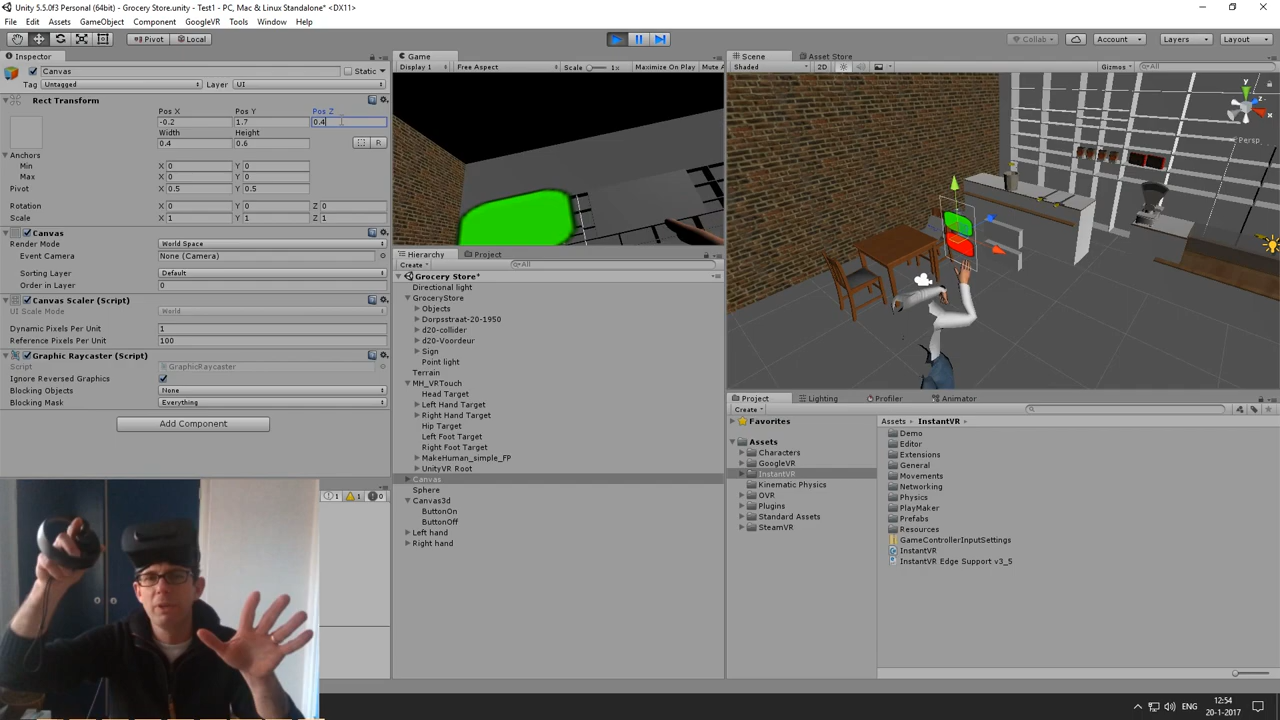 Unity 5.5.0f3 Personal (64bit) - Grocery Store.unity - Test1 - PC, Mac & Linux Standalone* <DX11>
File Edit Assets GameObject Component GoogleVR Tools Window Help
Pivot Local Collab Account Layers Layout
Inspector
Canvas Static
Tag Untagged Layer UI
Rect Transform
Pos X Pos Y Pos Z
-0.2 1.7 0.4
Width Height
0.4 0.6
R
Anchors
Min X 0 Y 0
Max X 0 Y 0
Pivot X 0.5 Y 0.5
Rotation X 0 Y 0 Z 0
Scale X 1 Y 1 Z 1
Canvas
Render Mode World Space
Event Camera None (Camera)
Sorting Layer Default
Order in Layer 0
Canvas Scaler (Script)
UI Scale Mode World
Dynamic Pixels Per Unit 1
Reference Pixels Per Unit 100
Graphic Raycaster (Script)
Script GraphicRaycaster
Ignore Reversed Graphics
Blocking Objects None
Blocking Mask Everything
Add Component
1 1 0
Game
Display 1 Free Aspect Scale 1x Maximize On Play Mute A
Hierarchy Project
Create All
Grocery Store*
Directional light
GroceryStore
Objects
Dorpsstraat-20-1950
d20-collider
d20-Voordeur
Sign
Point light
Terrain
MH_VRTouch
Head Target
Left Hand Target
Right Hand Target
Hip Target
Left Foot Target
Right Foot Target
MakeHuman_simple_FP
UnityVR Root
Canvas
Sphere
Canvas3d
ButtonOn
ButtonOff
Left hand
Right hand
Scene Asset Store
Shaded 2D Gizmos All
y
x
Persp
Project Lighting Profiler Animator
Create
Favorites
Assets
Characters
GoogleVR
InstantVR
Kinematic Physics
OVR
Plugins
Standard Assets
SteamVR
Assets InstantVR
Demo
Editor
Extensions
General
Movements
Networking
Physics
PlayMaker
Prefabs
Resources
GameControllerInputSettings
InstantVR
InstantVR Edge Support v3_5
ENG
12:54
20-1-2017